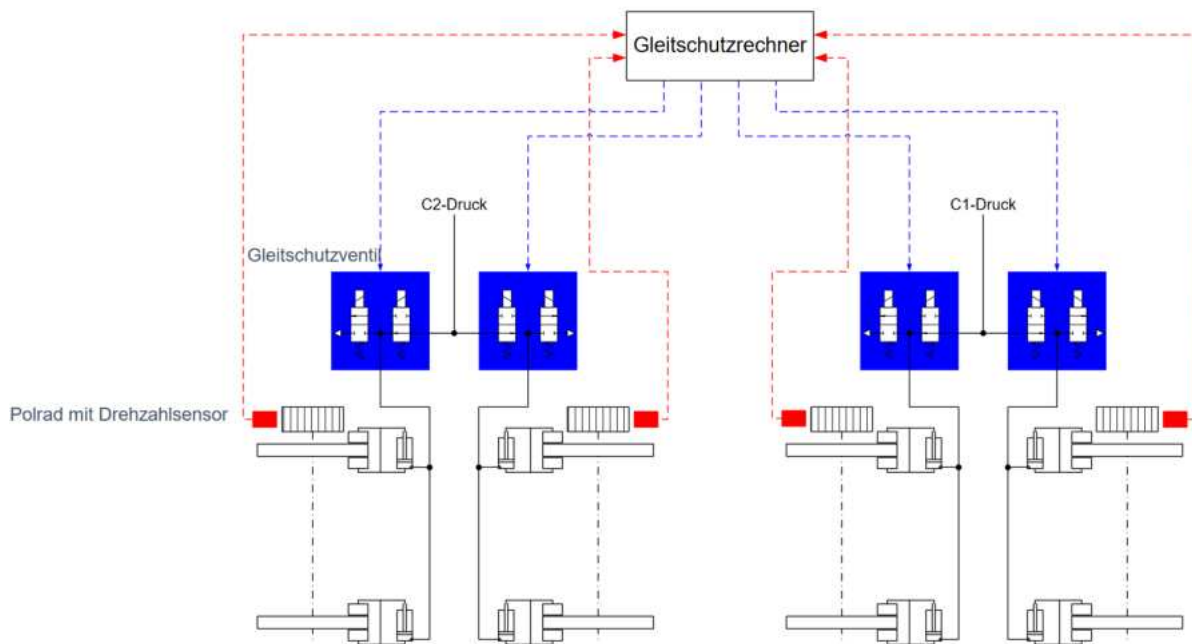 Gleitschutzrechner
C2-Druck
C1-Druck
Gleitschutzventil
Polrad mit Drehzahlsensor